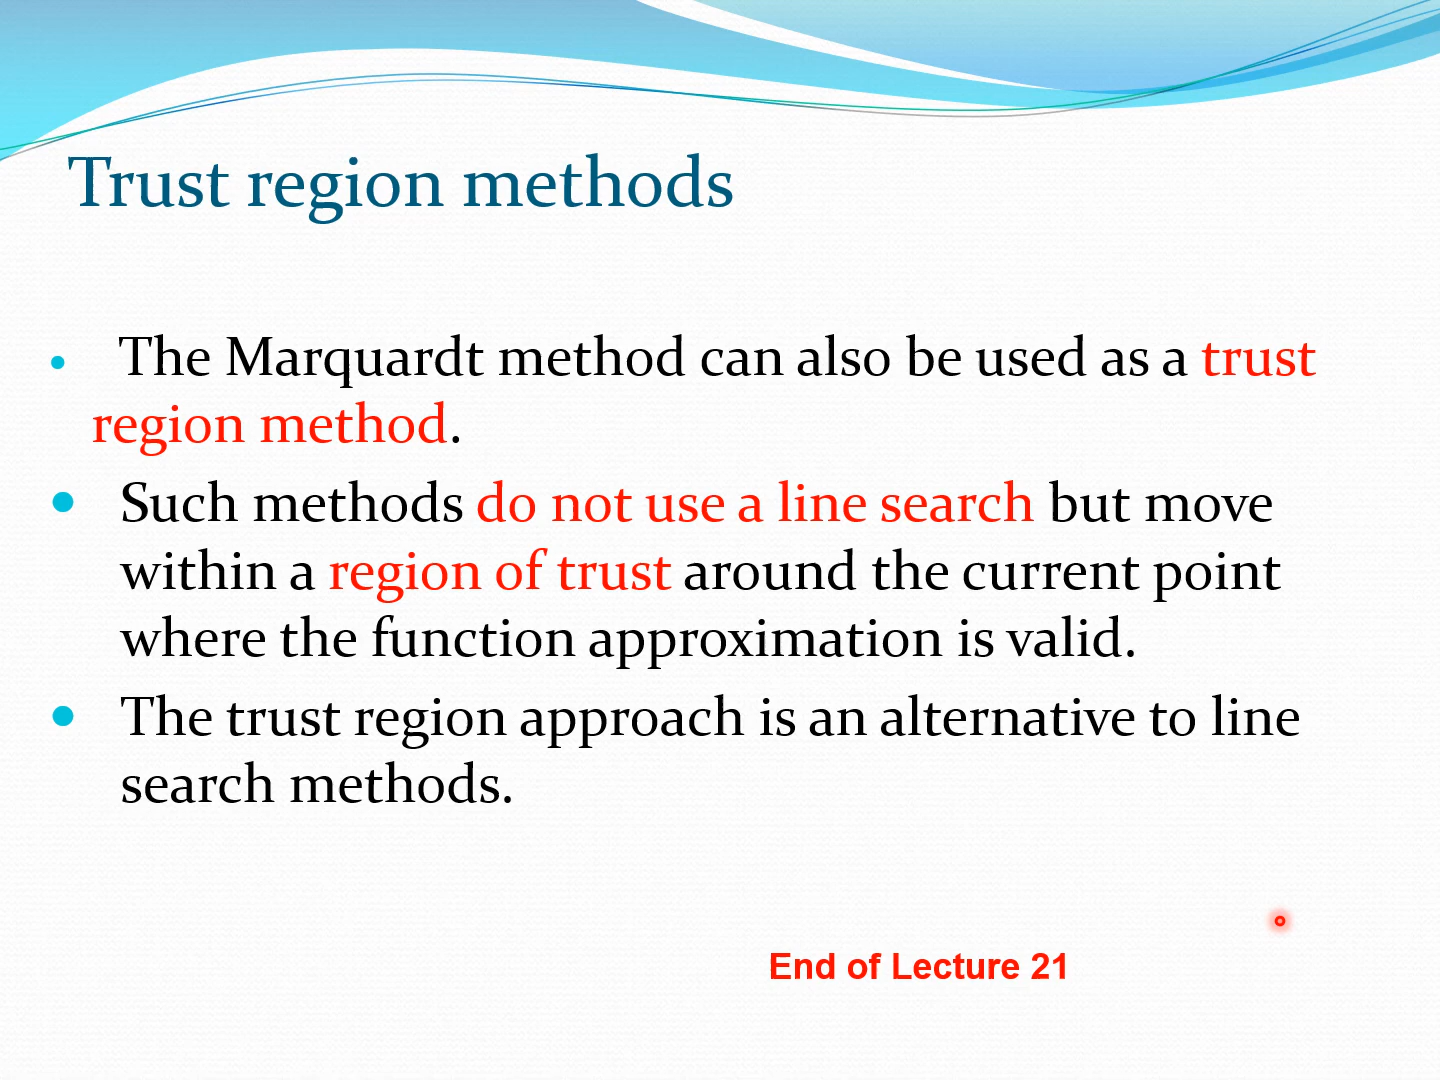 Trust region methods
• The Marquardt method can also be used as a trust
region method.
• Such methods do not use a line search but move
within a region of trust around the current point
where the function approximation is valid.
• The trust region approach is an alternative to line
search methods.
End of Lecture 21